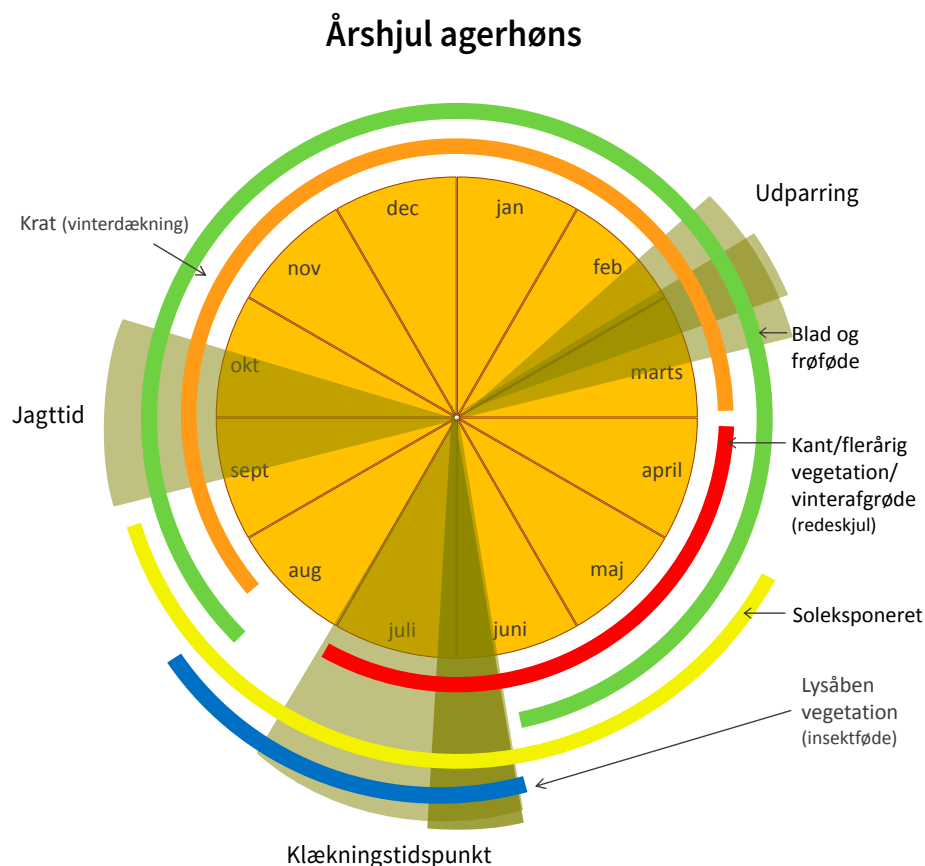 Årshjul agerhøns
Udparring
Krat (vinterdækning)
dec
jan
nov
feb
okt
marts
Blad og
frøføde
Jagttid
sept
april
Kant/flerårig
vegetation/
vinterafgrøde
(redeskjul)
aug
maj
juli
juni
Soleksponeret
Lysåben
vegetation
(insektføde)
Klækningstidspunkt